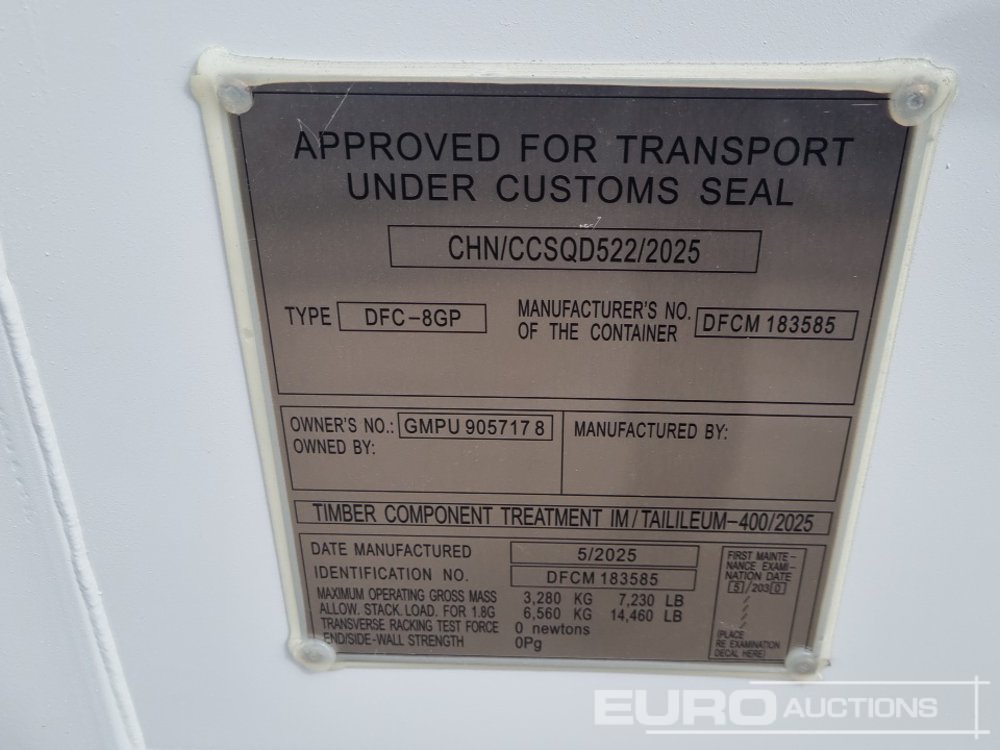 APPROVED FOR TRANSPORT
UNDER CUSTOMS SEAL
CHN/CCSQD522/2025
TYPE DFC-8GP
MANUFACTURER'S NO.
OF THE CONTAINER
DFCM 183585
OWNER'S NO.: GMPU 905717 8
OWNED BY:
MANUFACTURED BY:
TIMBER COMPONENT TREATMENT IM/TAILILEUM-400/2025
DATE MANUFACTURED 5/2025
IDENTIFICATION NO. DFCM 183585
MAXIMUM OPERATING GROSS MASS 3,280 KG 7,230 LB
ALLOW. STACK. LOAD. FOR 1.8G 6,560 KG 14,460 LB
TRANSVERSE RACKING TEST FORCE 0 newtons
END/SIDE-WALL STRENGTH 0Pg
FIRST MAINTE-
NANCE EXAMI-
NATION DATE
5/2030
/
/
/
(PLACE
RE EXAMINATION
DECAL HERE)
EURO AUCTIONS